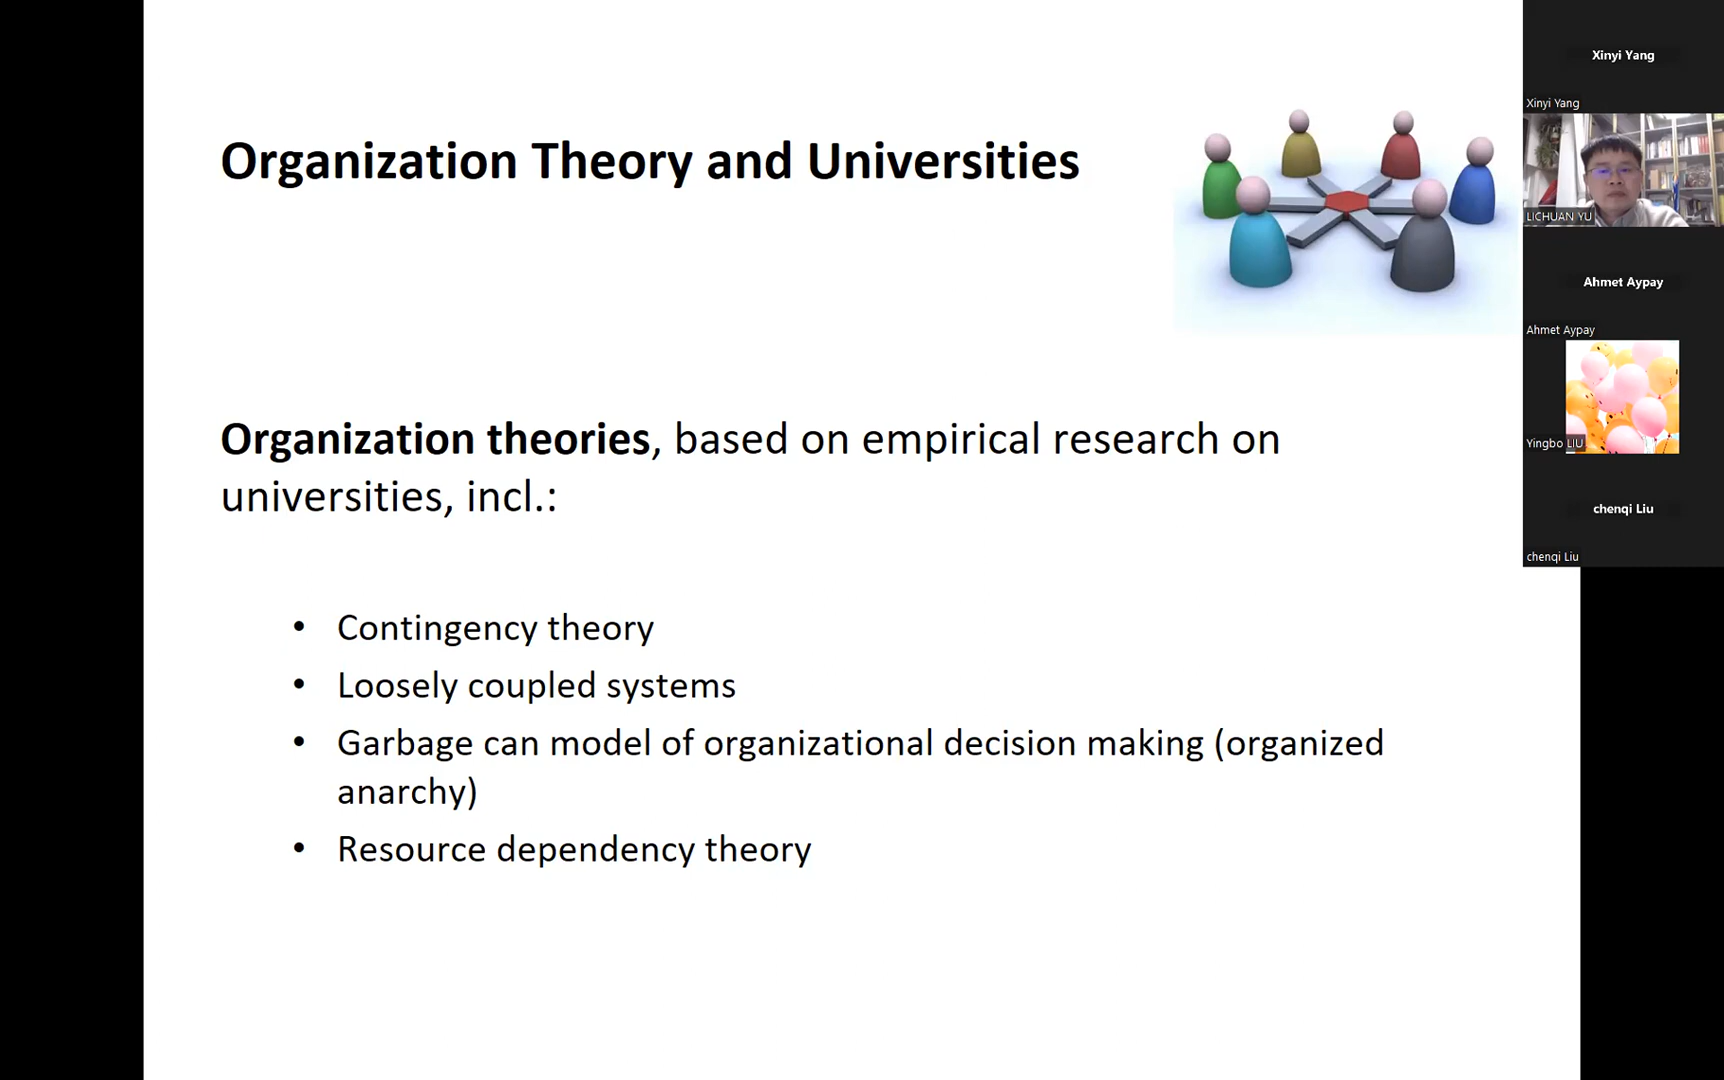 Organization Theory and Universities
Organization theories, based on empirical research on
universities, incl.:
• Contingency theory
• Loosely coupled systems
• Garbage can model of organizational decision making (organized
anarchy)
• Resource dependency theory
Xinyi Yang
Xinyi Yang
LICHUAN YU
Ahmet Aypay
Ahmet Aypay
Yingbo LIU
chenqi Liu
chenqi Liu